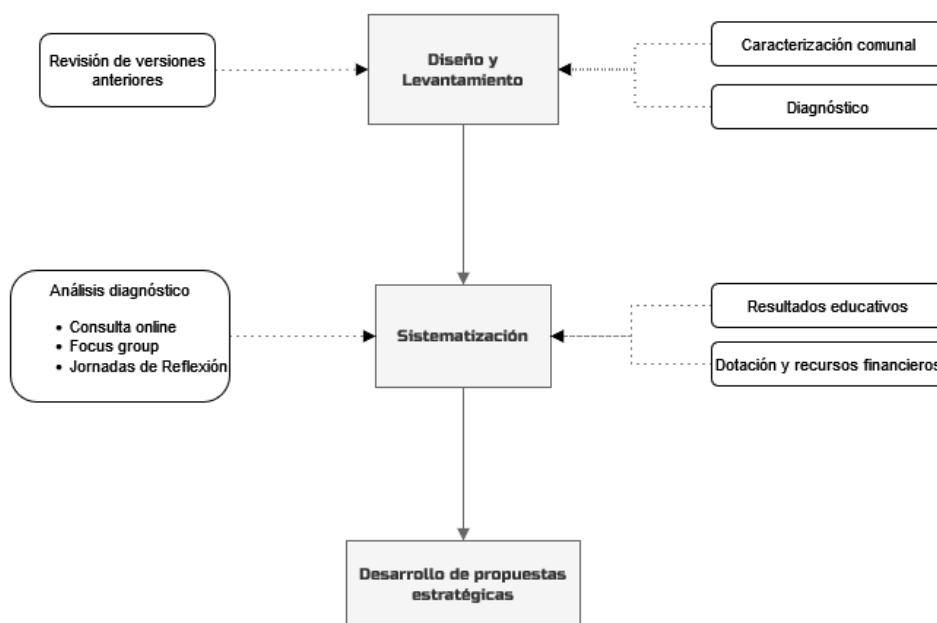 Revisión de versiones
anteriores
Diseño y
Levantamiento
Caracterización comunal
Diagnóstico
Análisis diagnóstico
• Consulta online
• Focus group
• Jornadas de Reflexión
Sistematización
Resultados educativos
Dotación y recursos financieros
Desarrollo de propuestas
estratégicas